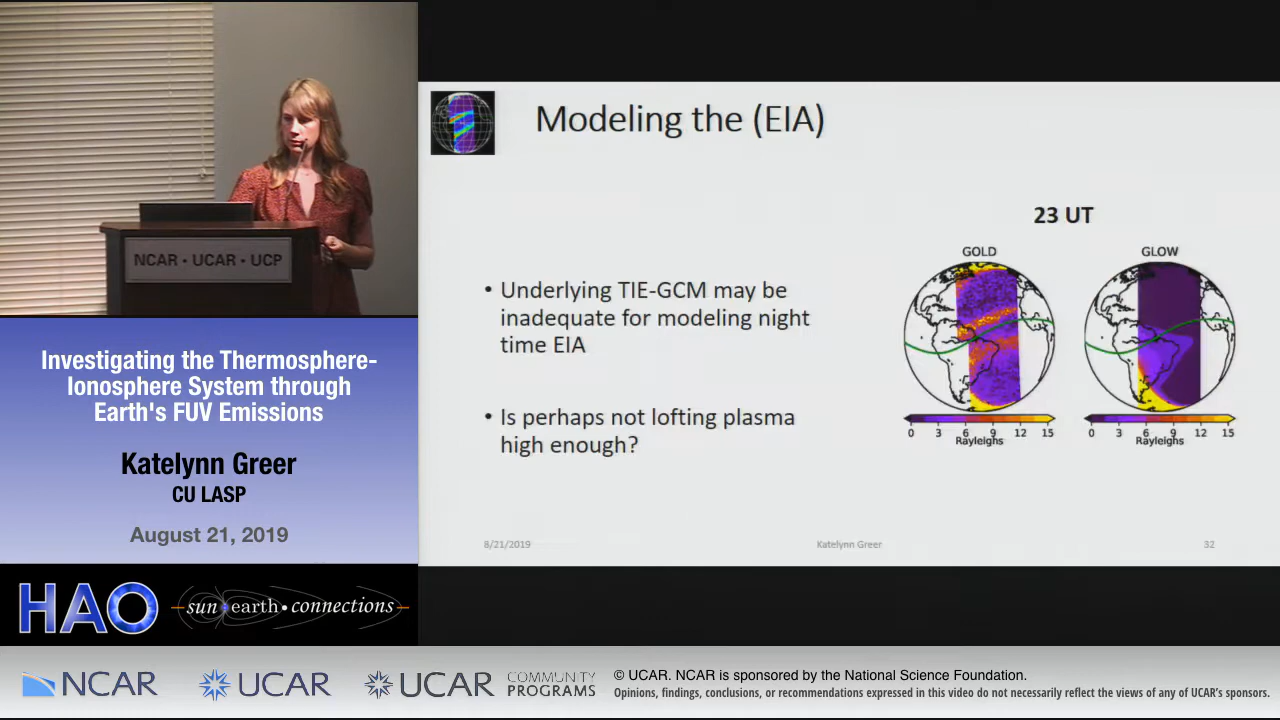 NCAR • UCAR • UCP
Investigating the Thermosphere-
Ionosphere System through
Earth's FUV Emissions
Katelynn Greer
CU LASP
August 21, 2019
HAO
sun earth connections
Modeling the (EIA)
• Underlying TIE-GCM may be
inadequate for modeling night
time EIA
• Is perhaps not lofting plasma
high enough?
23 UT
GOLD
GLOW
0 3 6 9 12 15
Rayleighs
0 3 6 9 12 15
Rayleighs
8/21/2019
Katelynn Greer
32
NCAR
UCAR
UCAR
COMMUNITY
PROGRAMS
© UCAR. NCAR is sponsored by the National Science Foundation.
Opinions, findings, conclusions, or recommendations expressed in this video do not necessarily reflect the views of any of UCAR's sponsors.